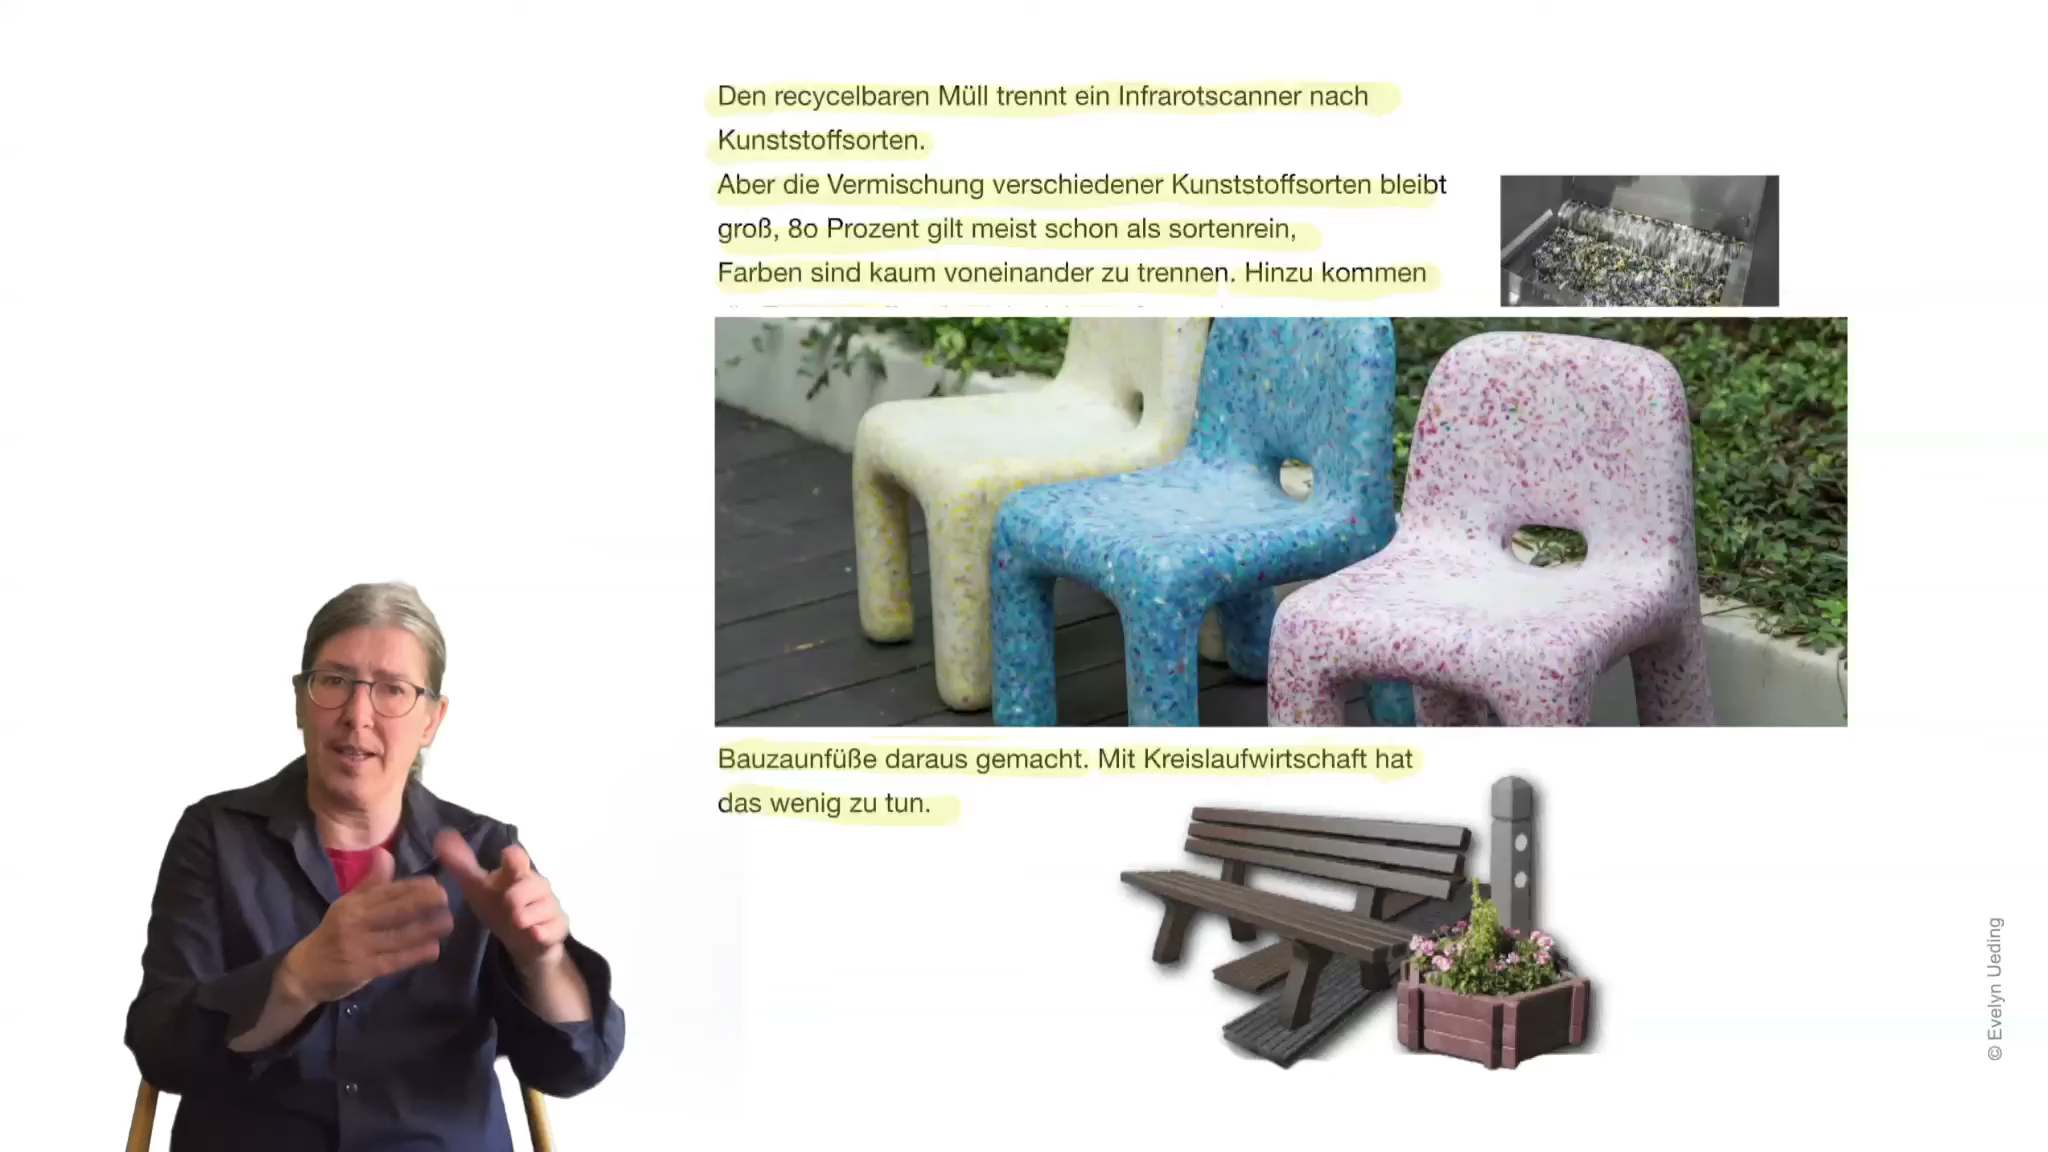 Den recycelbaren Müll trennt ein Infrarotscanner nach
Kunststoffsorten.
Aber die Vermischung verschiedener Kunststoffsorten bleibt
groß, 80 Prozent gilt meist schon als sortenrein,
Farben sind kaum voneinander zu trennen. Hinzu kommen
Bauzaunfüße daraus gemacht. Mit Kreislaufwirtschaft hat
das wenig zu tun.
© Evelyn Ueding